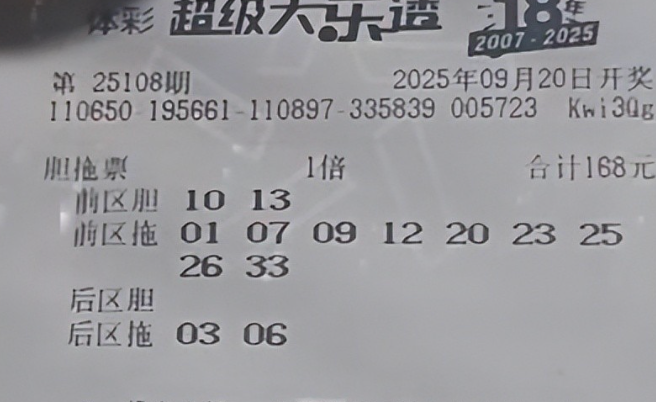 体彩 超级大乐透 18年
2007-2025
第 25108期 2025年09月20日开奖
110650-195661-110897-335839 005723 Kwi3Qg
胆拖票 1倍 合计168元
前区胆 10 13
前区拖 01 07 09 12 20 23 25
26 33
后区胆
后区拖 03 06